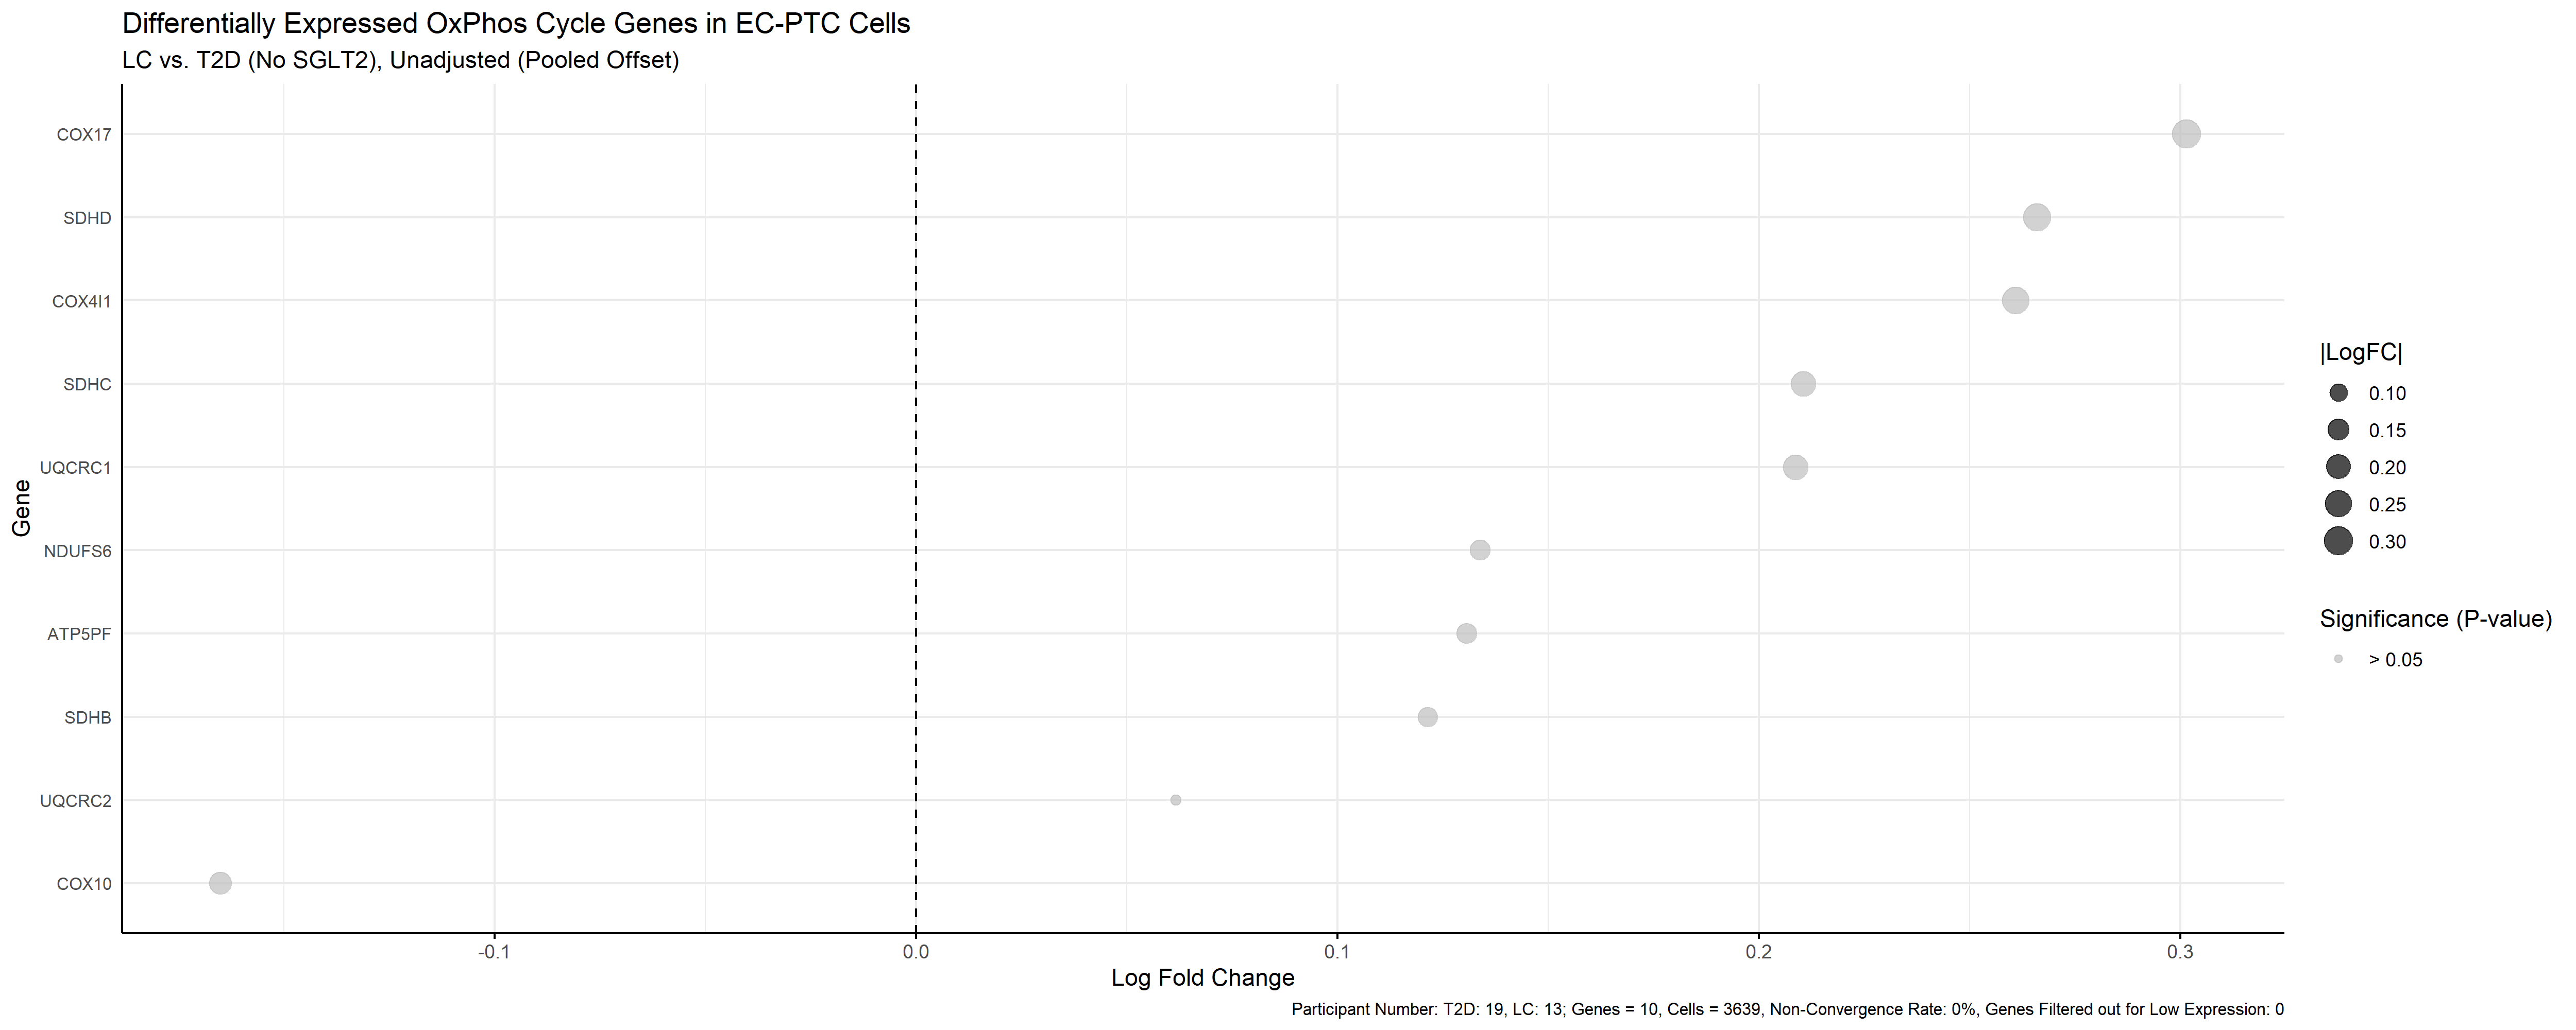 Differentially Expressed OxPhos Cycle Genes in EC-PTC Cells
LC vs. T2D (No SGLT2), Unadjusted (Pooled Offset)
Gene
COX17
SDHD
COX4I1
SDHC
UQCRC1
NDUFS6
ATP5PF
SDHB
UQCRC2
COX10
-0.1
0.0
0.1
0.2
0.3
Log Fold Change
|LogFC|
0.10
0.15
0.20
0.25
0.30
Significance (P-value)
> 0.05
Participant Number: T2D: 19, LC: 13; Genes = 10, Cells = 3639, Non-Convergence Rate: 0%, Genes Filtered out for Low Expression: 0